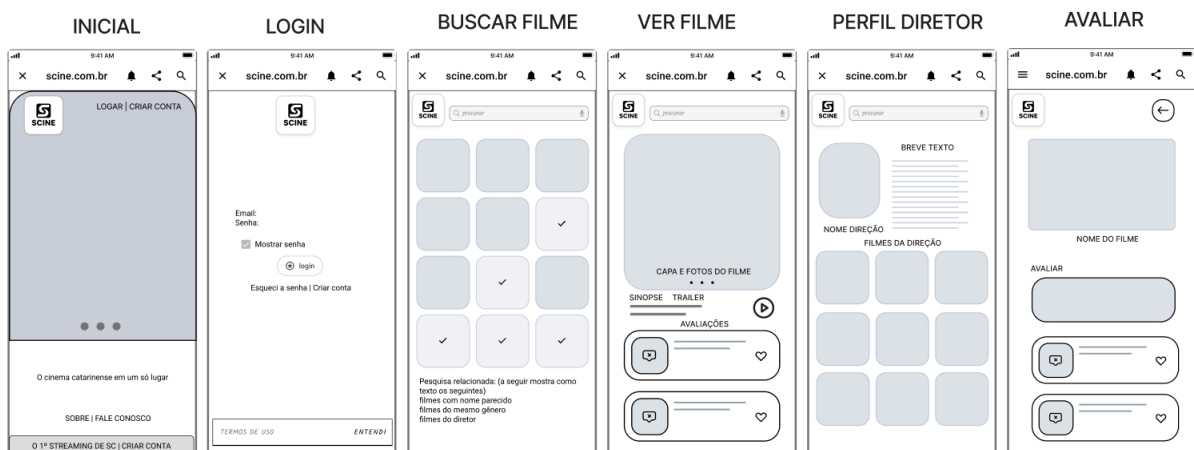 INICIAL
9:41 AM
scine.com.br
SCINE
LOGAR | CRIAR CONTA
O cinema catarinense em um só lugar
SOBRE | FALE CONOSCO
O 1º STREAMING DE SC | CRIAR CONTA
LOGIN
9:41 AM
scine.com.br
SCINE
Email:
Senha:
Mostrar senha
login
Esqueci a senha | Criar conta
TERMOS DE USO
ENTENDI
BUSCAR FILME
9:41 AM
scine.com.br
SCINE
procurar
Pesquisa relacionada: (a seguir mostra como
texto os seguintes)
filmes com nome parecido
filmes do mesmo gênero
filmes do diretor
VER FILME
9:41 AM
scine.com.br
SCINE
procurar
CAPA E FOTOS DO FILME
SINOPSE TRAILER
AVALIAÇÕES
PERFIL DIRETOR
9:41 AM
scine.com.br
SCINE
procurar
BREVE TEXTO
NOME DIREÇÃO
FILMES DA DIREÇÃO
AVALIAR
9:41 AM
scine.com.br
SCINE
NOME DO FILME
AVALIAR